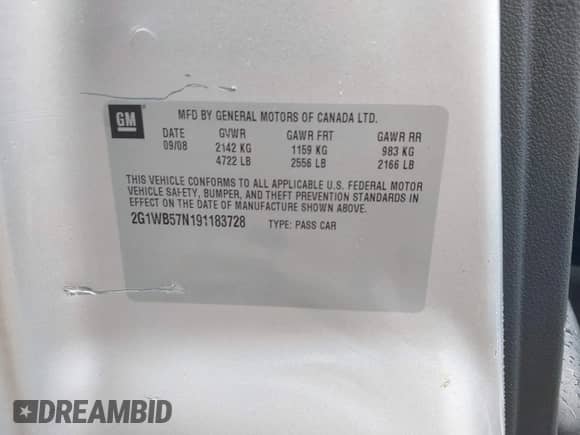 GM
MFD BY GENERAL MOTORS OF CANADA LTD.
DATE GVWR GAWR FRT GAWR RR
09/08 2142 KG 1159 KG 983 KG
4722 LB 2556 LB 2166 LB
THIS VEHICLE CONFORMS TO ALL APPLICABLE U.S. FEDERAL MOTOR
VEHICLE SAFETY, BUMPER, AND THEFT PREVENTION STANDARDS IN
EFFECT ON THE DATE OF MANUFACTURE SHOWN ABOVE.
2G1WB57N191183728 TYPE: PASS CAR
DREAMBID